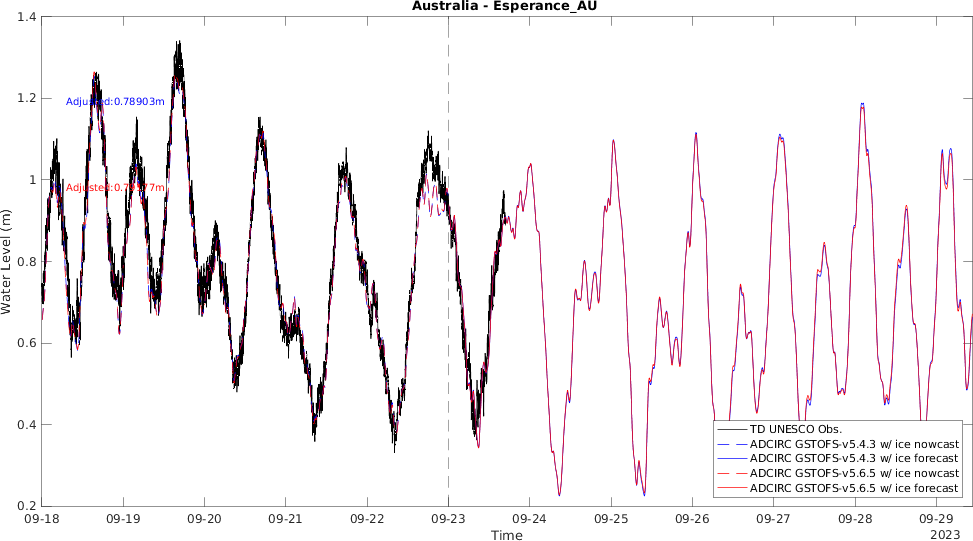 Australia - Esperance_AU
1.4
1.2
1
0.8
0.6
0.4
0.2
Water Level (m)
Adjusted:0.78903m
TD UNESCO Obs.
ADCIRC GSTOFS-v5.4.3 w/ ice nowcast
ADCIRC GSTOFS-v5.4.3 w/ ice forecast
ADCIRC GSTOFS-v5.6.5 w/ ice nowcast
ADCIRC GSTOFS-v5.6.5 w/ ice forecast
09-18 09-19 09-20 09-21 09-22 09-23 09-24 09-25 09-26 09-27 09-28 09-29
Time
2023